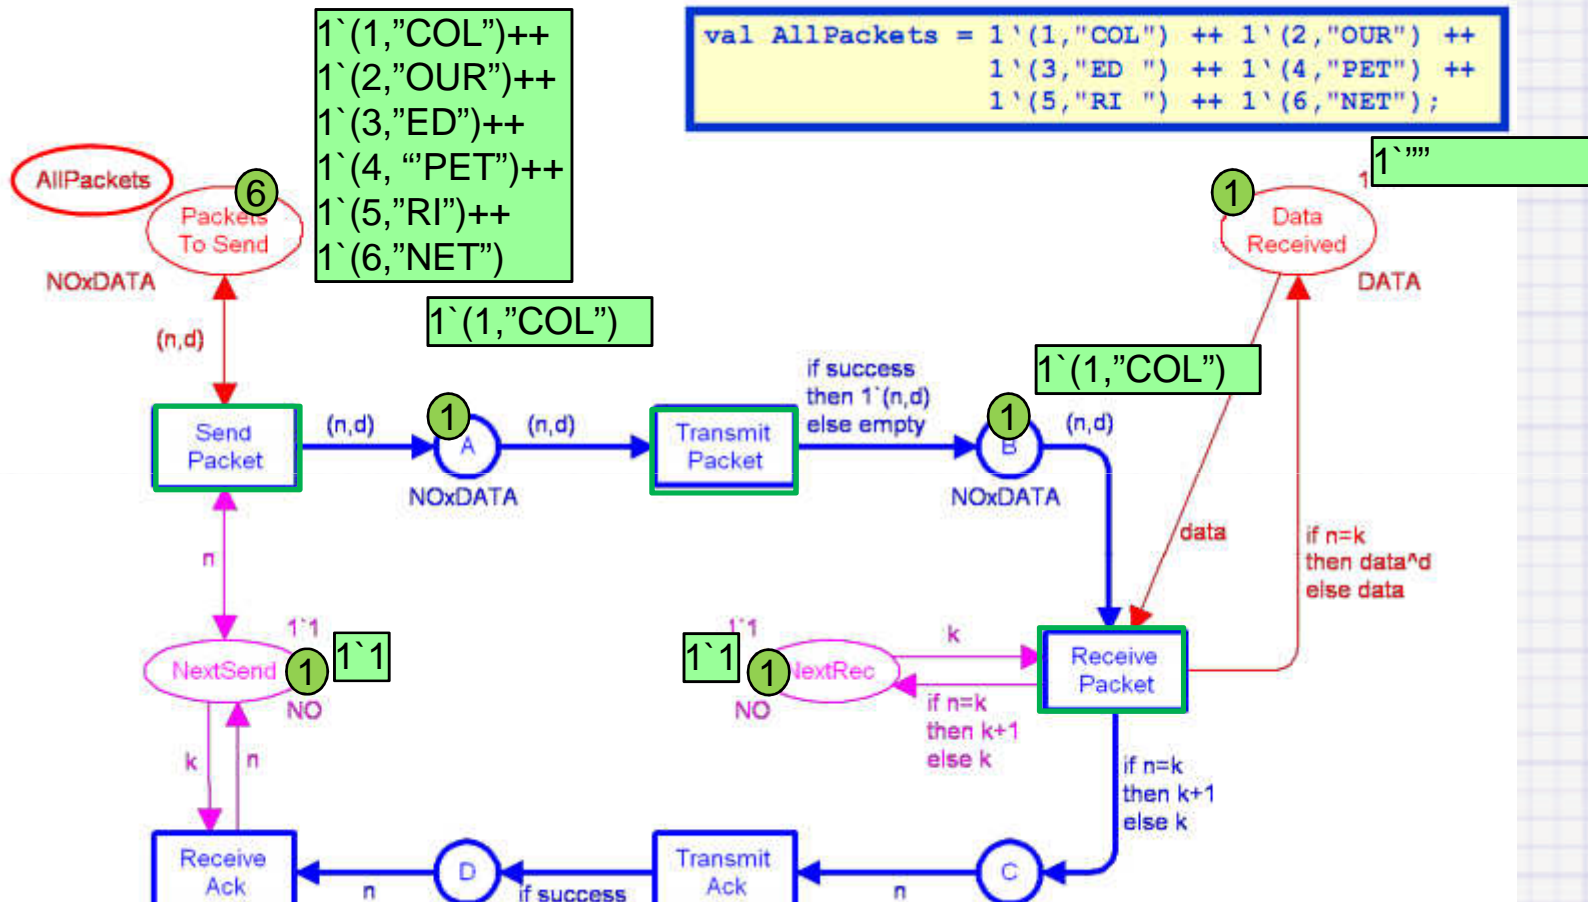 1`(1,”COL”)++
1`(2,”OUR”)++
1`(3,”ED”)++
1`(4, “’PET”)++
1`(5,”RI”)++
1`(6,”NET”)
val AllPackets = 1`(1,"COL") ++ 1`(2,"OUR") ++
1`(3,"ED ") ++ 1`(4,"PET") ++
1`(5,"RI ") ++ 1`(6,"NET");
AllPackets
6
Packets
To Send
NOxDATA
1
1`””
1
Data
Received
DATA
(n,d)
1`(1,”COL”)
1`(1,”COL”)
if success
then 1`(n,d)
else empty
Send
Packet
(n,d)
1
A
NOxDATA
(n,d)
Transmit
Packet
1
B
NOxDATA
(n,d)
data
if n=k
then data^d
else data
n
1`1
NextSend
1
1`1
NO
1`1
1`1
1
NextRec
NO
k
if n=k
then k+1
else k
Receive
Packet
k
n
if n=k
then k+1
else k
Receive
Ack
n
D
if success
Transmit
Ack
n
C